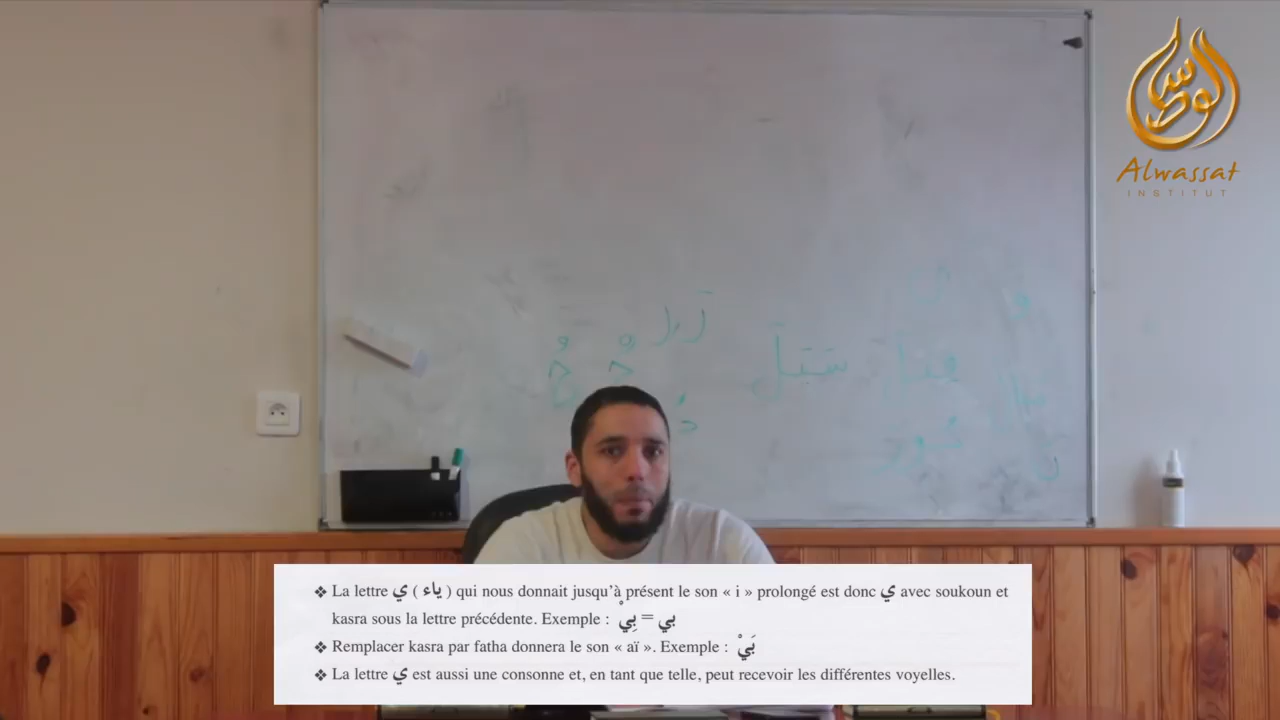 الوسط
Alwassat
INSTITUT
سَتَبَلَ
❖ La lettre ي ( ياء ) qui nous donnait jusqu'à présent le son « i » prolongé est donc ي avec soukoun et
kasra sous la lettre précédente. Exemple : بِيْ = بي
❖ Remplacer kasra par fatha donnera le son « aï ». Exemple : بَيْ
❖ La lettre ي est aussi une consonne et, en tant que telle, peut recevoir les différentes voyelles.